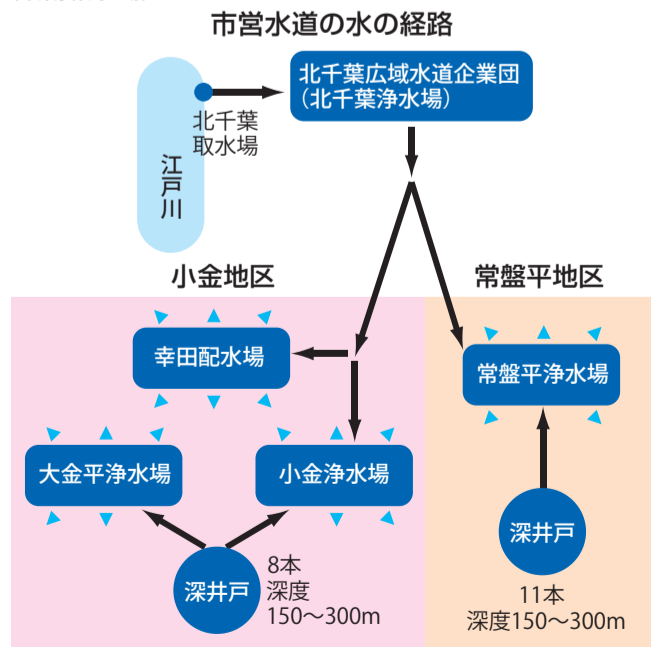 市営水道の水の経路
北千葉広域水道企業団
（北千葉浄水場）
北千葉
取水場
江戸川
小金地区
常盤平地区
幸田配水場
常盤平浄水場
大金平浄水場
小金浄水場
深井戸
8本
深度
150～300m
深井戸
11本
深度150～300m